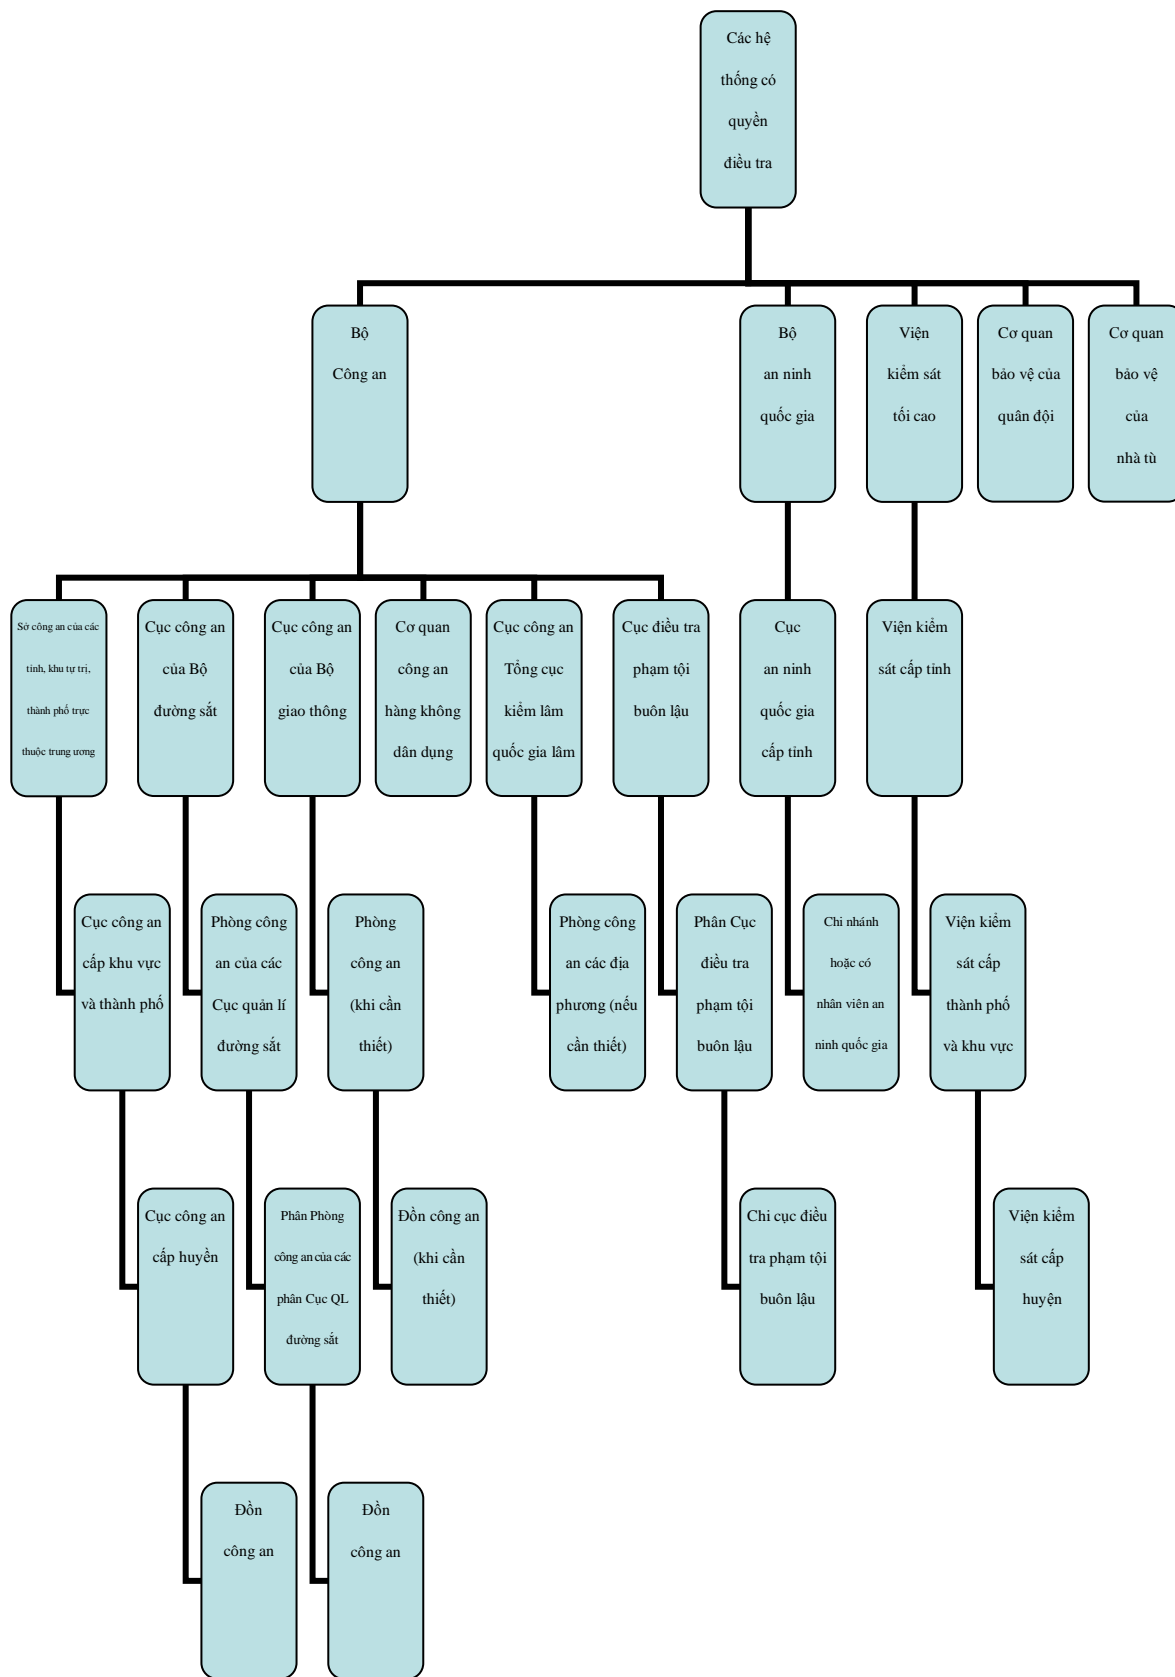 Các hệ
thống có
quyền
điều tra
Bộ
Công an
Bộ
an ninh
quốc gia
Viện
kiểm sát
tối cao
Cơ quan
bảo vệ của
quân đội
Cơ quan
bảo vệ
của
nhà tù
Sở công an của các
tỉnh, khu tự trị,
thành phố trực
thuộc trung ương
Cục công an
của Bộ
đường sắt
Cục công an
của Bộ
giao thông
Cơ quan
công an
hàng không
dân dụng
Cục công an
Tổng cục
kiểm lâm
quốc gia lâm
Cục điều tra
phạm tội
buôn lậu
Cục
an ninh
quốc gia
cấp tỉnh
Viện kiểm
sát cấp tỉnh
Cục công an
cấp khu vực
và thành phố
Phòng công
an của các
Cục quản lí
đường sắt
Phòng
công an
(khi cần
thiết)
Phòng công
an các địa
phương (nếu
cần thiết)
Phân Cục
điều tra
phạm tội
buôn lậu
Chi nhánh
hoặc có
nhân viên an
ninh quốc gia
Viện kiểm
sát cấp
thành phố
và khu vực
Cục công an
cấp huyền
Phân Phòng
công an của các
phân Cục QL
đường sắt
Đồn công an
(khi cần
thiết)
Chi cục điều
tra phạm tội
buôn lậu
Viện kiểm
sát cấp
huyện
Đồn
công an
Đồn
công an